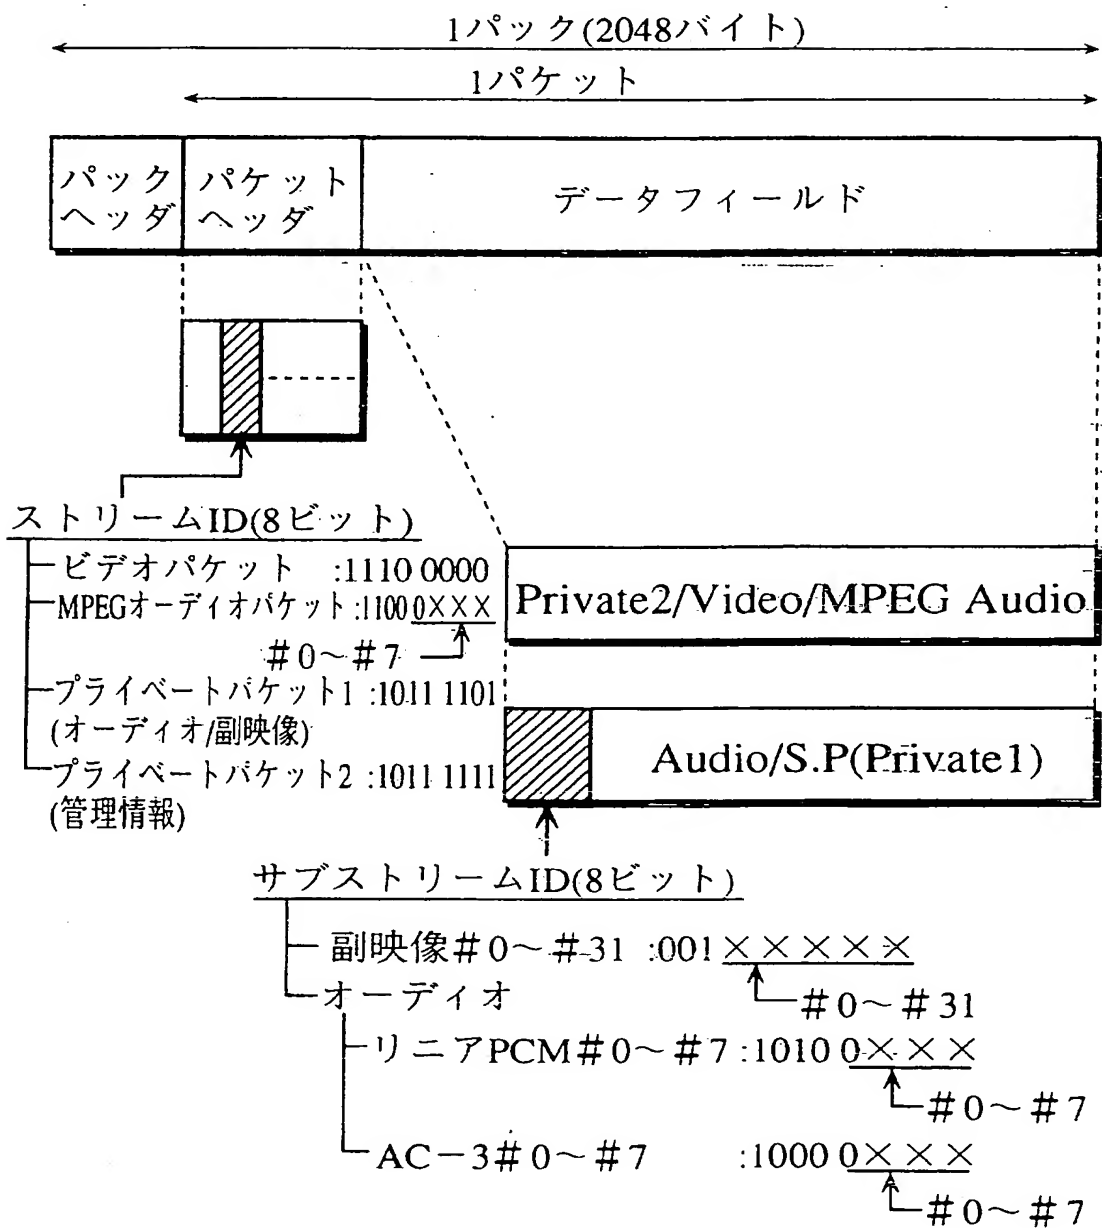 1パック(2048バイト)
1パケット
パック パケット
ヘッダ ヘッダ
データフィールド
ストリームID(8ビット)
ビデオパケット :1110 0000
MPEGオーディオパケット:1100 0×××
#0~#7
プライベートパケット1 :1011 1101
(オーディオ/副映像)
プライベートパケット2 :1011 1111
(管理情報)
Private2/Video/MPEG Audio
Audio/S.P(Private1)
サブストリームID(8ビット)
副映像#0~#31 :001×××××
#0~#31
オーディオ
リニアPCM#0~#7:1010 0×××
#0~#7
AC-3#0~#7 :1000 0×××
#0~#7